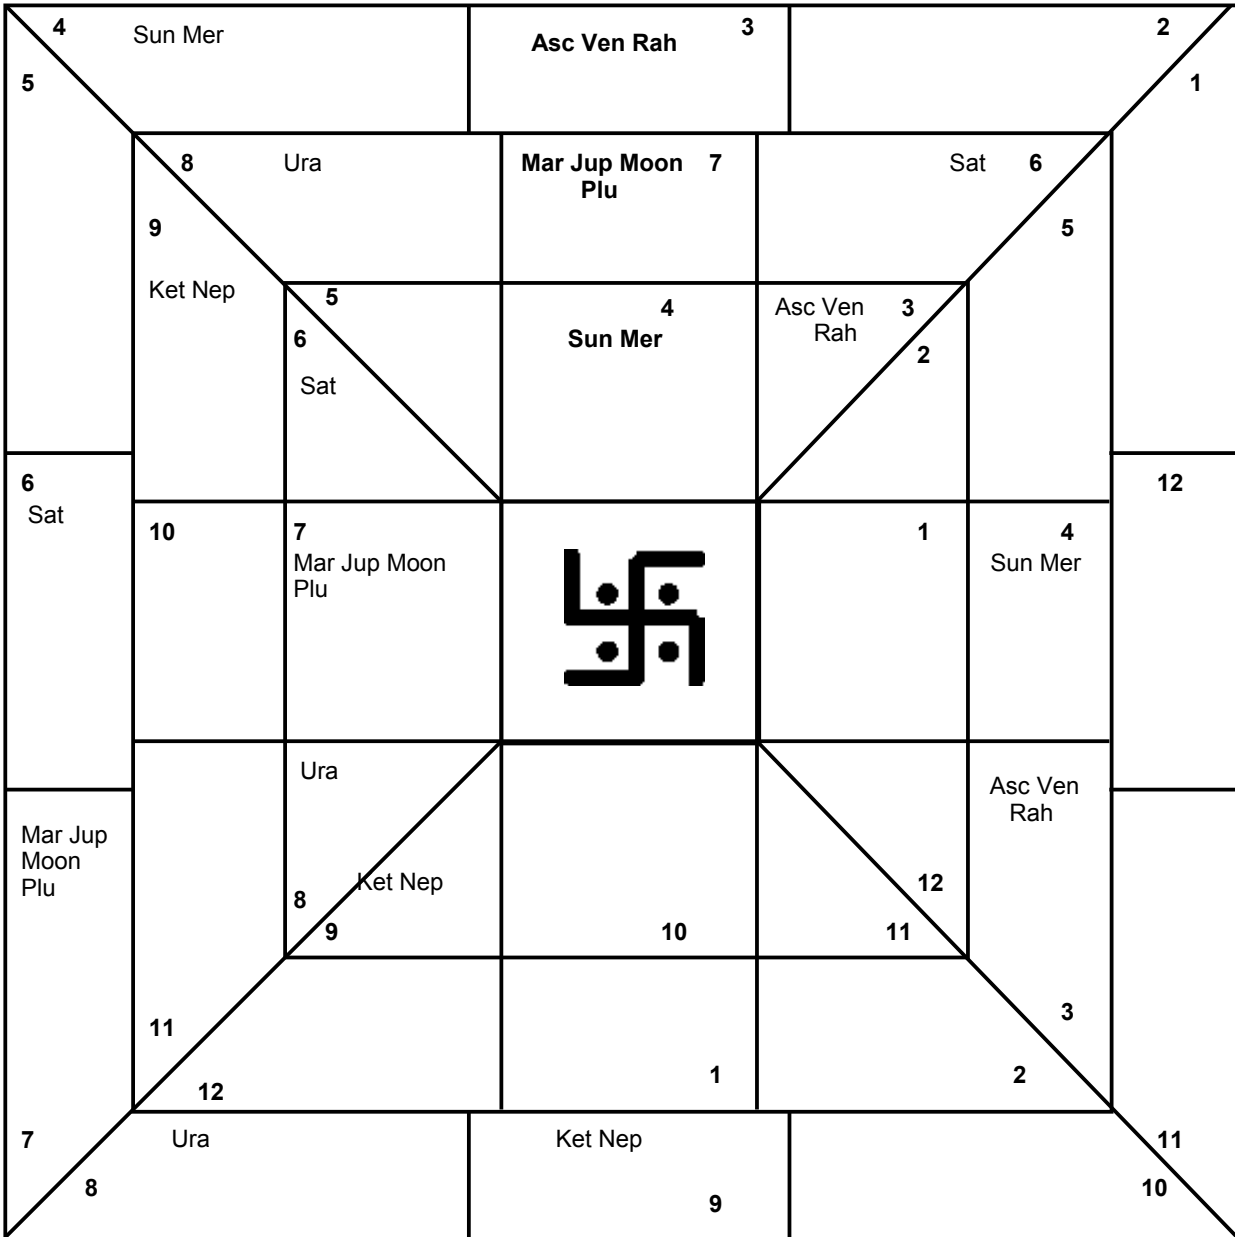 4 Sun Mer Asc Ven Rah 3 2
5 1
8 Ura Mar Jup Moon 7 Sat 6
Plu
9 5
Ket Nep 5 4 Asc Ven 3
Rah
6 Sun Mer 2
Sat
6 12
Sat
10 7 1 4
Mar Jup Moon Sun Mer
Plu
Ura Asc Ven
Rah
Mar Jup
Moon
Plu
Ket Nep 12
8
9 10 11
11 3
12 1 2
7 Ura Ket Nep 11
8 9 10